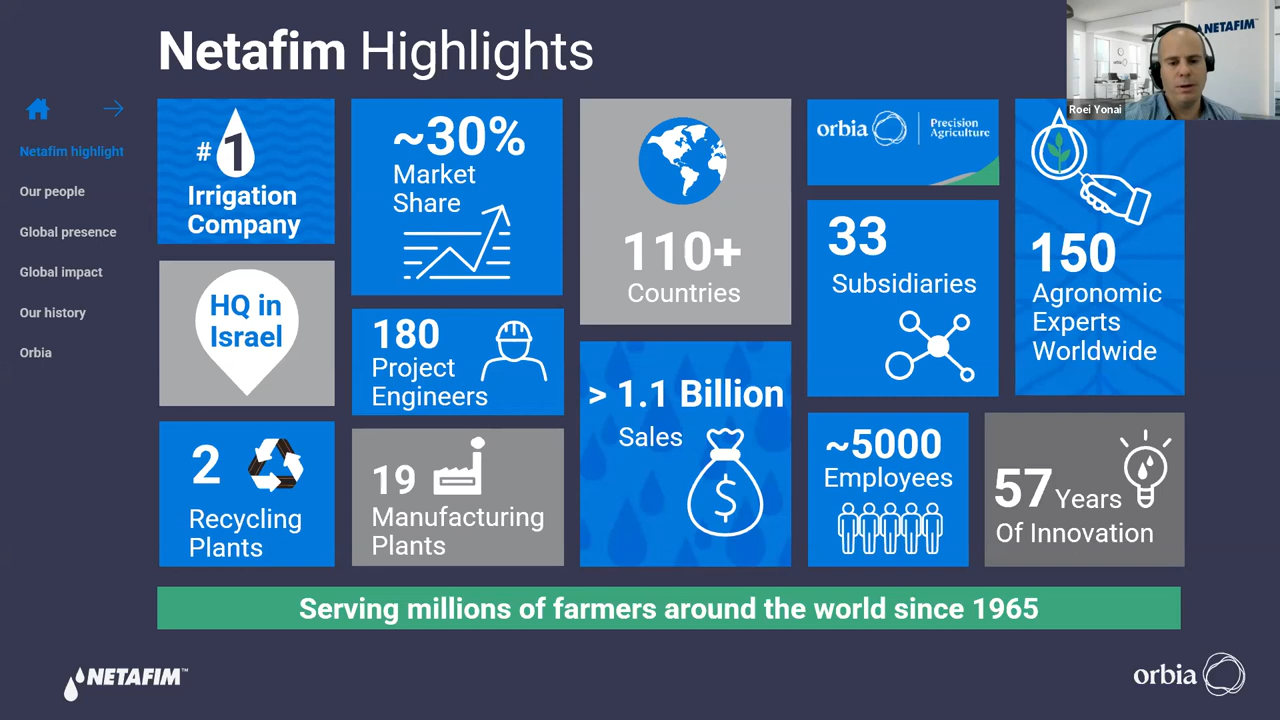 Netafim Highlights
NETAFIM
Roei Yonai
Netafim highlight
Our people
Global presence
Global impact
Our history
Orbia
#1
Irrigation
Company
HQ in
Israel
2
Recycling
Plants
~30%
Market
Share
180
Project
Engineers
19
Manufacturing
Plants
110+
Countries
> 1.1 Billion
Sales
$
orbia
Precision
Agriculture
33
Subsidiaries
~5000
Employees
150
Agronomic
Experts
Worldwide
57 Years
Of Innovation
Serving millions of farmers around the world since 1965
NETAFIM™
orbia